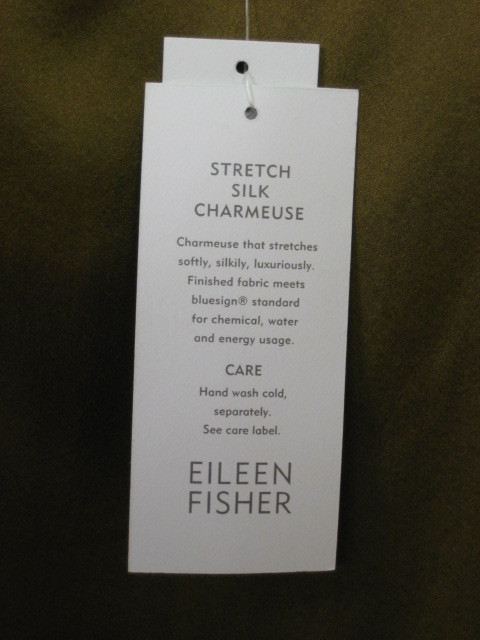 STRETCH
SILK
CHARMEUSE
Charmeuse that stretches
softly, silkily, luxuriously.
Finished fabric meets
bluesign® standard
for chemical, water
and energy usage.
CARE
Hand wash cold,
separately.
See care label.
EILEEN
FISHER